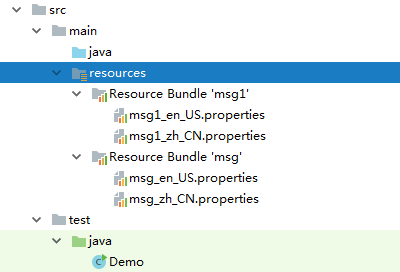 src
main
java
resources
Resource Bundle 'msg1'
msg1_en_US.properties
msg1_zh_CN.properties
Resource Bundle 'msg'
msg_en_US.properties
msg_zh_CN.properties
test
java
Demo